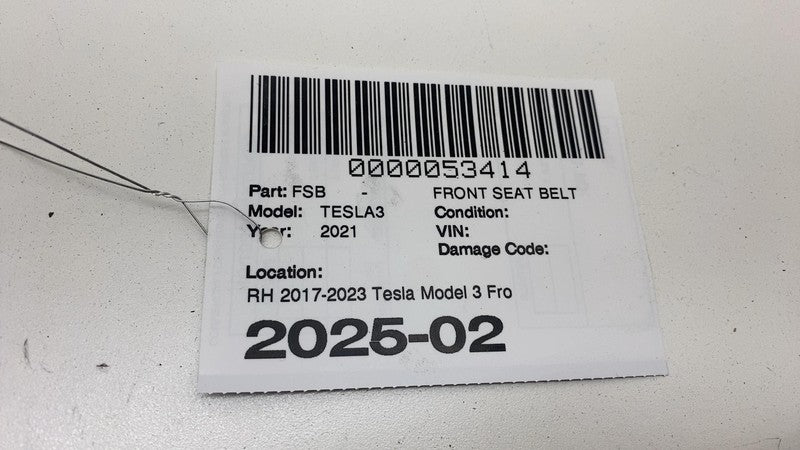 0000053414
Part: FSB - FRONT SEAT BELT
Model: TESLA3 Condition:
Year: 2021 VIN:
Damage Code:
Location:
RH 2017-2023 Tesla Model 3 Fro
2025-02